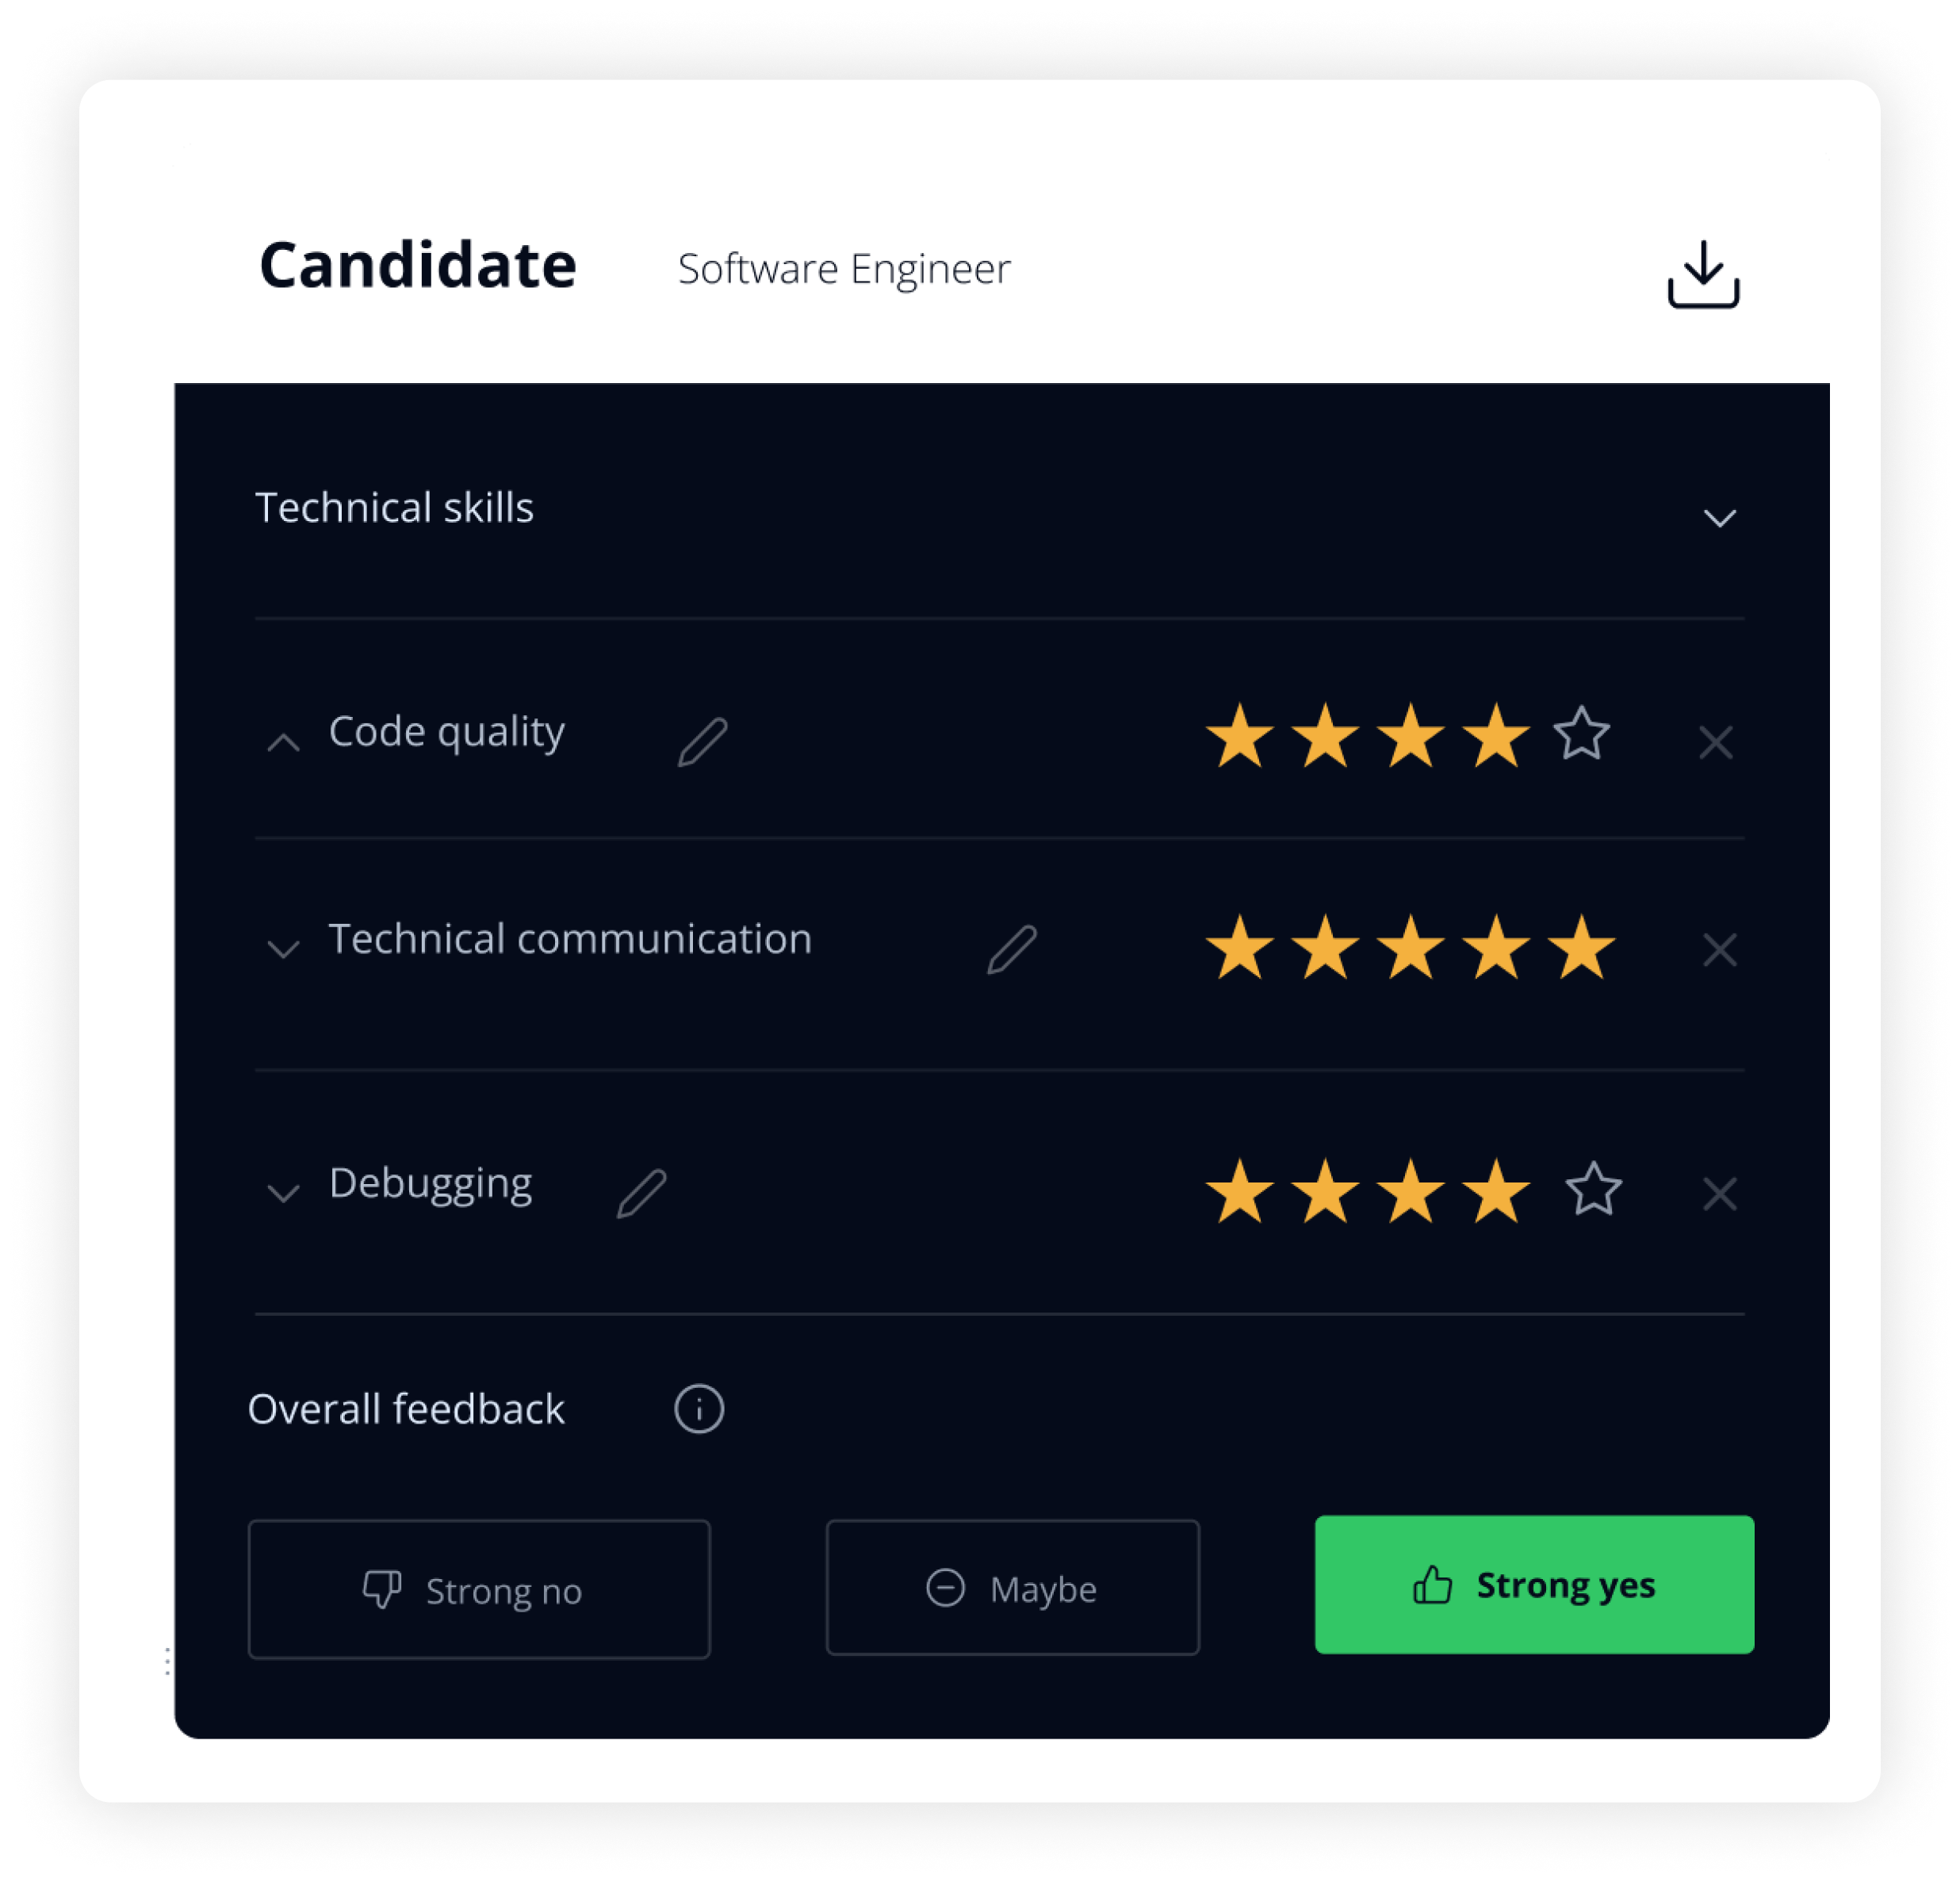 Candidate Software Engineer
Technical skills
Code quality
Technical communication
Debugging
Overall feedback
Strong no Maybe Strong yes